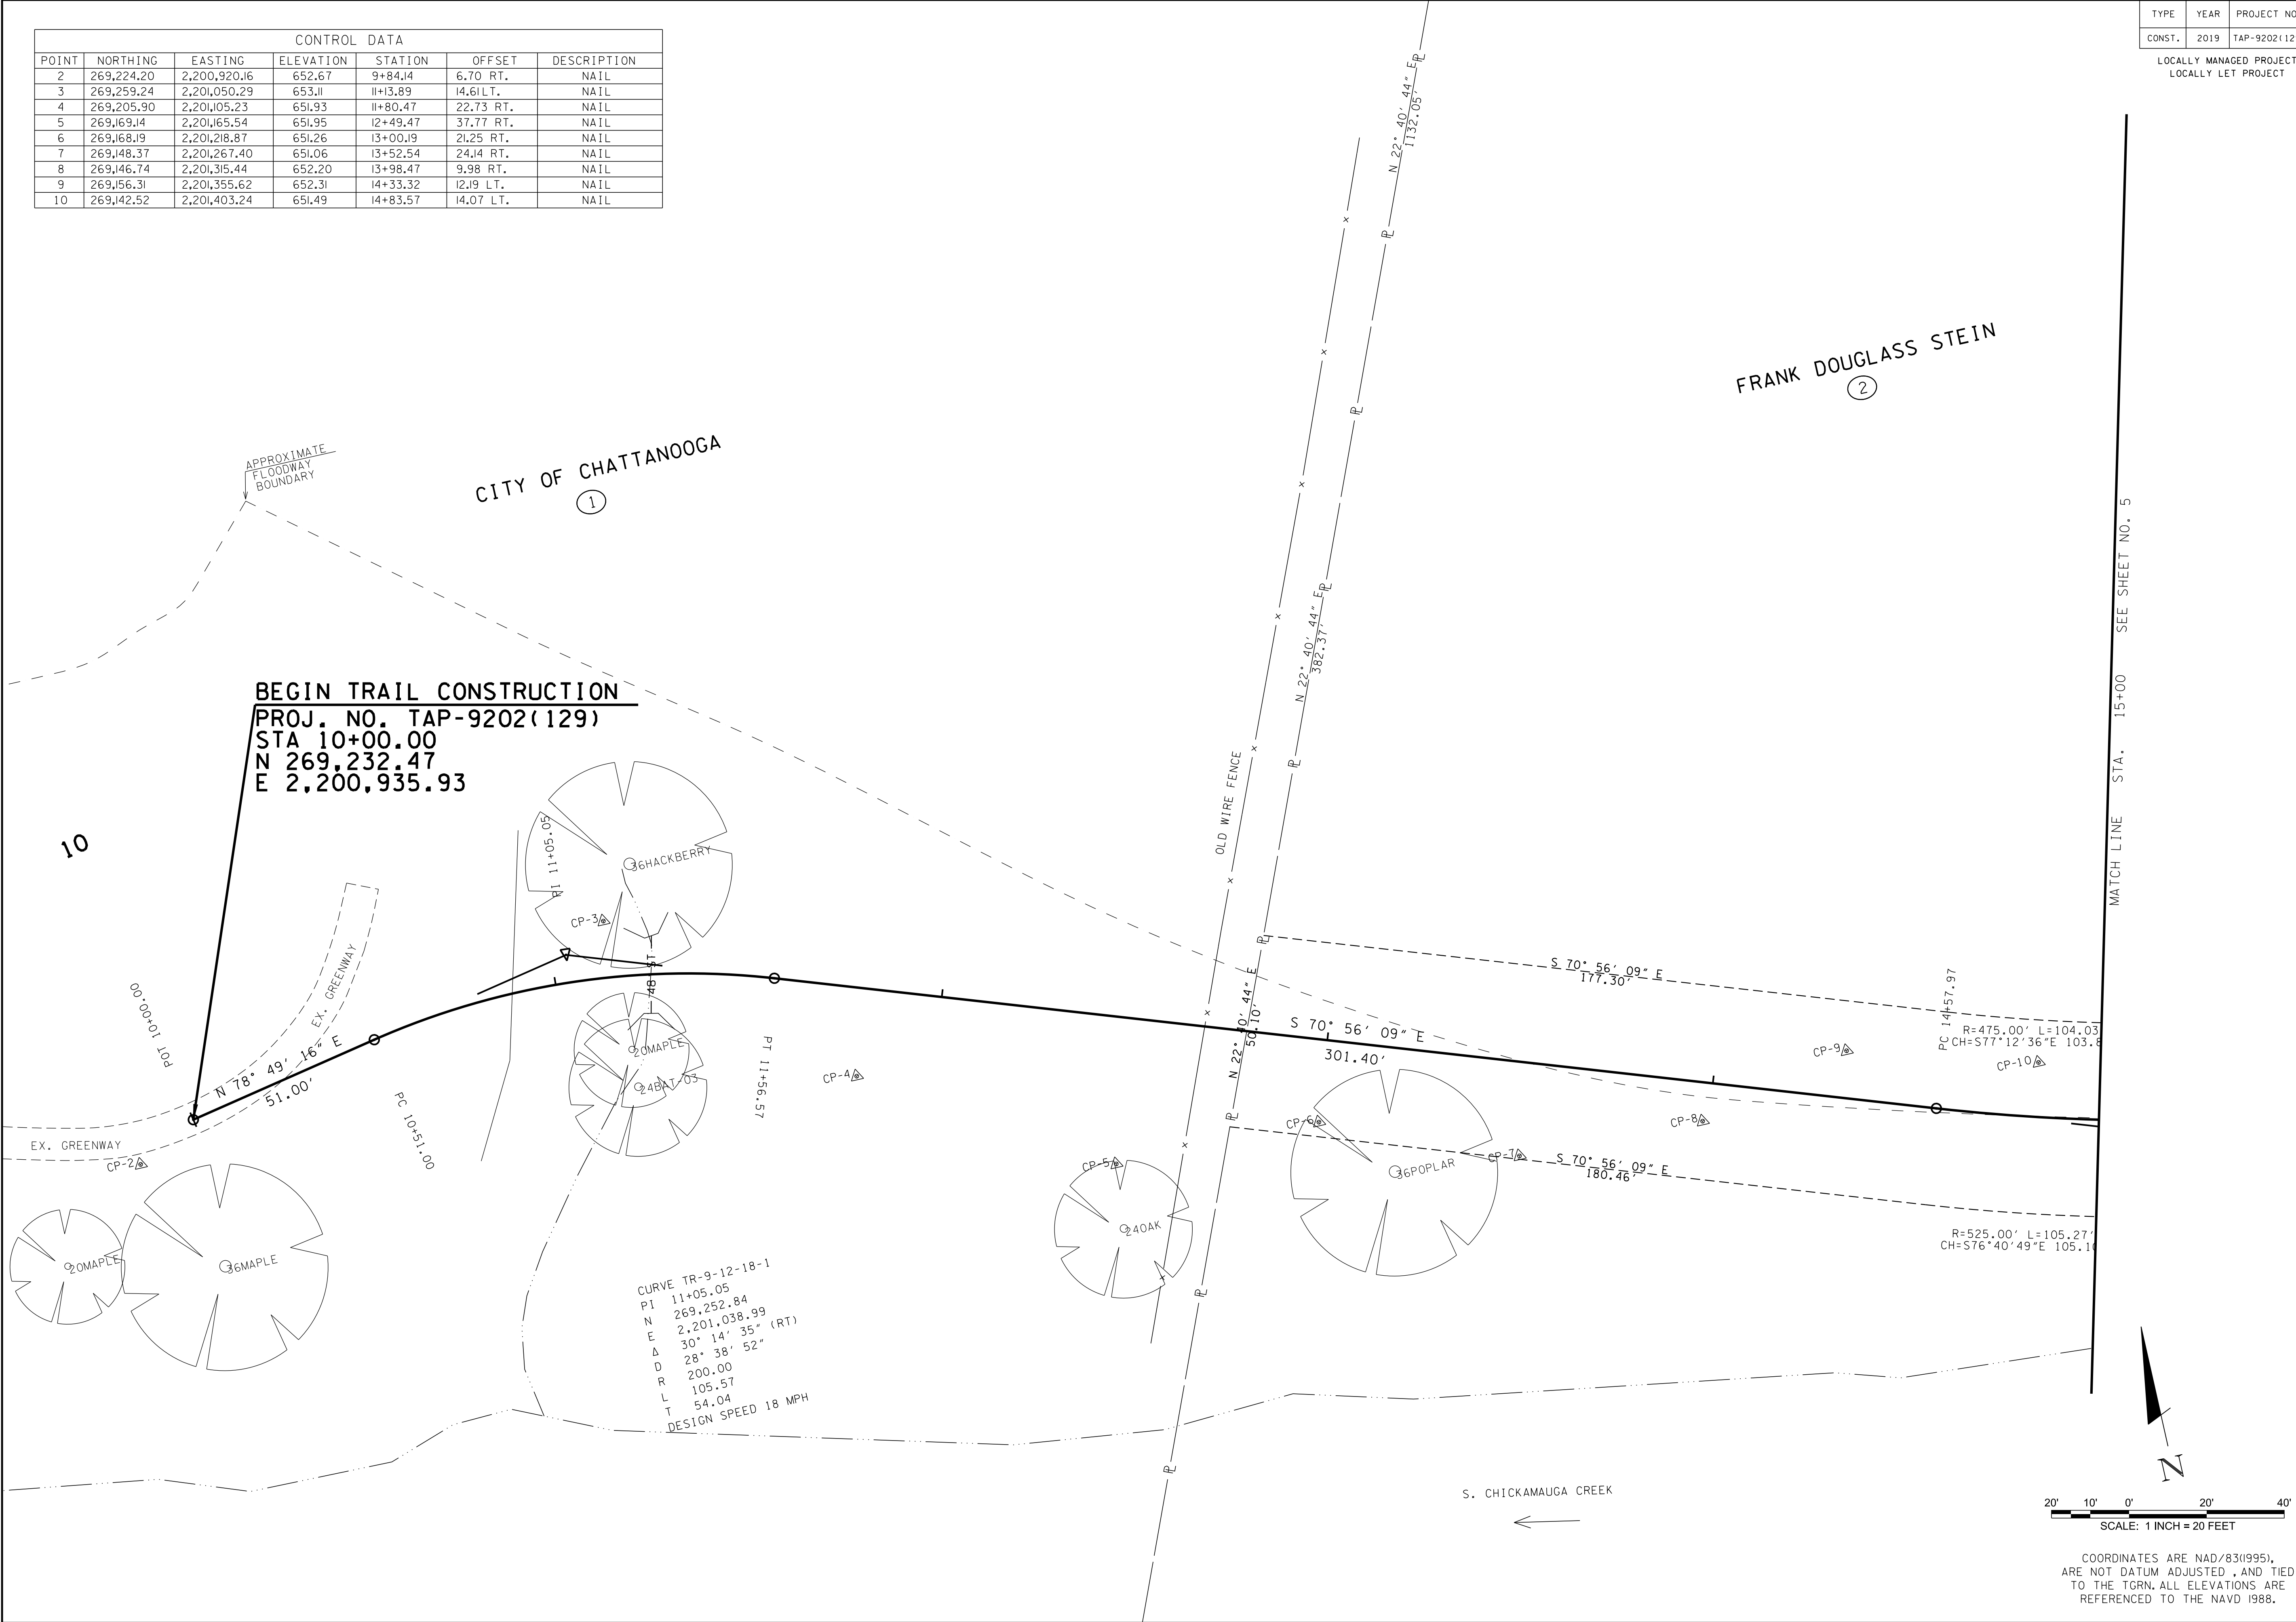 CONTROL DATA
POINT NORTHING EASTING ELEVATION STATION OFFSET DESCRIPTION
2 269,224.20 2,200,920.16 652.67 9+84.14 6.70 RT. NAIL
3 269,259.24 2,201,050.29 653.11 11+13.89 14.61 LT. NAIL
4 269,205.90 2,201,105.23 651.93 11+80.47 22.73 RT. NAIL
5 269,169.14 2,201,165.54 651.95 12+49.47 37.77 RT. NAIL
6 269,168.19 2,201,218.87 651.26 13+00.19 21.25 RT. NAIL
7 269,148.37 2,201,267.40 651.06 13+52.54 24.14 RT. NAIL
8 269,146.74 2,201,315.44 652.20 13+98.47 9.98 RT. NAIL
9 269,156.31 2,201,355.62 652.31 14+33.32 12.19 LT. NAIL
10 269,142.52 2,201,403.24 651.49 14+83.57 14.07 LT. NAIL
TYPE YEAR PROJECT NO
CONST. 2019 TAP-9202(12
LOCALLY MANAGED PROJECT
LOCALLY LET PROJECT
N 22° 40' 44" E
1132.05'
FRANK DOUGLASS STEIN
2
CITY OF CHATTANOOGA
1
APPROXIMATE
FLOODWAY
BOUNDARY
MATCH LINE STA. 15+00 SEE SHEET NO. 5
N 22° 40' 44" E
382.37'
BEGIN TRAIL CONSTRUCTION
PROJ. NO. TAP-9202(129)
STA 10+00.00
N 269,232.47
E 2,200,935.93
10
OLD WIRE FENCE
PI 11+05.05
36HACKBERRY
CP-3
EX. GREENWAY
POT 10+00.00
N 78° 49' 16" E
51.00'
PC 10+51.00
48" ST
20MAPLE
24BAT-03
PT 11+56.57
CP-4
N 22° 40' 44" E
50.10'
S 70° 56' 09" E
301.40'
S 70° 56' 09" E
177.30'
PC 14+57.97
R=475.00' L=104.03
CH=S77°12'36"E 103.8
CP-9
CP-10
EX. GREENWAY
CP-2
CP-5
CP-6
CP-7
CP-8
36POPLAR
S 70° 56' 09" E
180.46'
24OAK
R=525.00' L=105.27'
CH=S76°40'49"E 105.10
20MAPLE
36MAPLE
CURVE TR-9-12-18-1
PI 11+05.05
N 269,252.84
E 2,201,038.99
Δ 30° 14' 35" (RT)
D 28° 38' 52"
R 200.00
L 105.57
T 54.04
DESIGN SPEED 18 MPH
S. CHICKAMAUGA CREEK
N
20' 10' 0' 20' 40'
SCALE: 1 INCH = 20 FEET
COORDINATES ARE NAD/83(1995),
ARE NOT DATUM ADJUSTED , AND TIED
TO THE TGRN. ALL ELEVATIONS ARE
REFERENCED TO THE NAVD 1988.